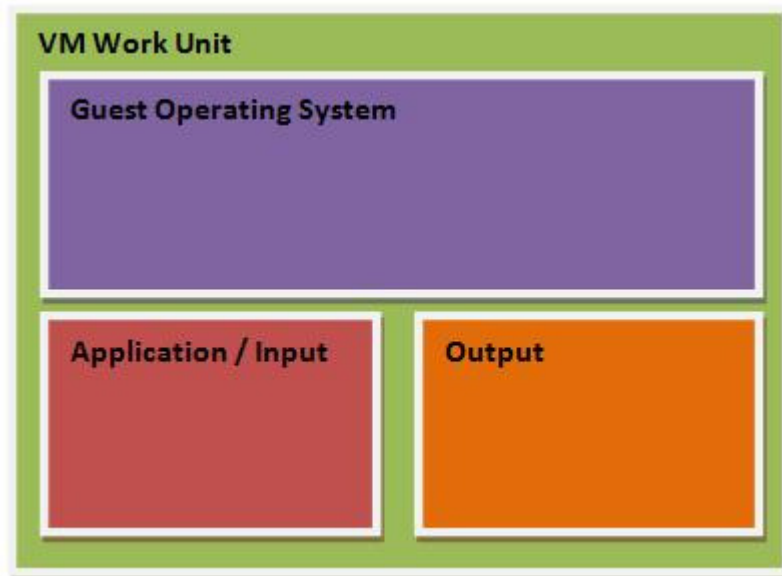 VM Work Unit
Guest Operating System
Application / Input
Output